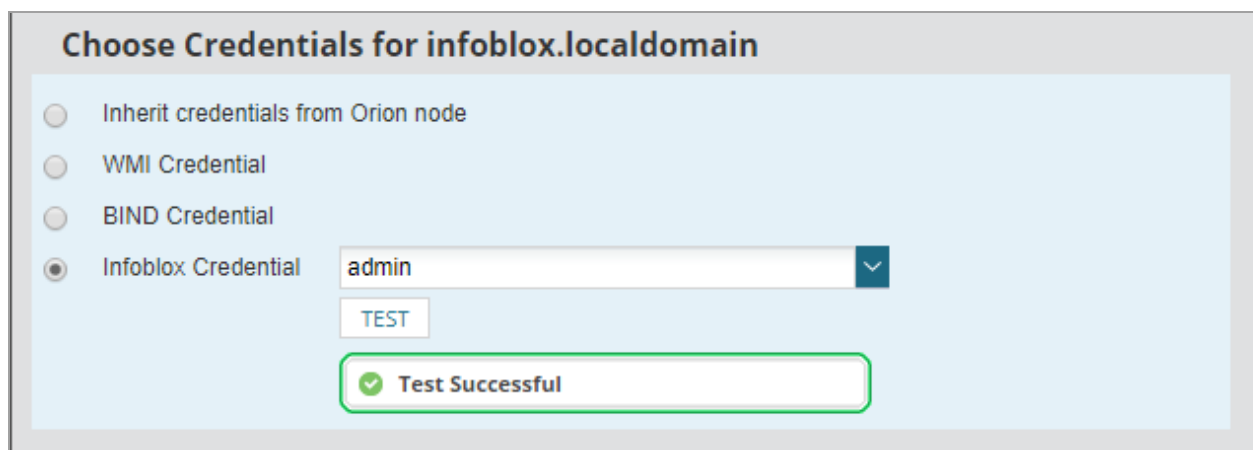 Choose Credentials for infoblox.localdomain
Inherit credentials from Orion node
WMI Credential
BIND Credential
Infoblox Credential admin
TEST
Test Successful